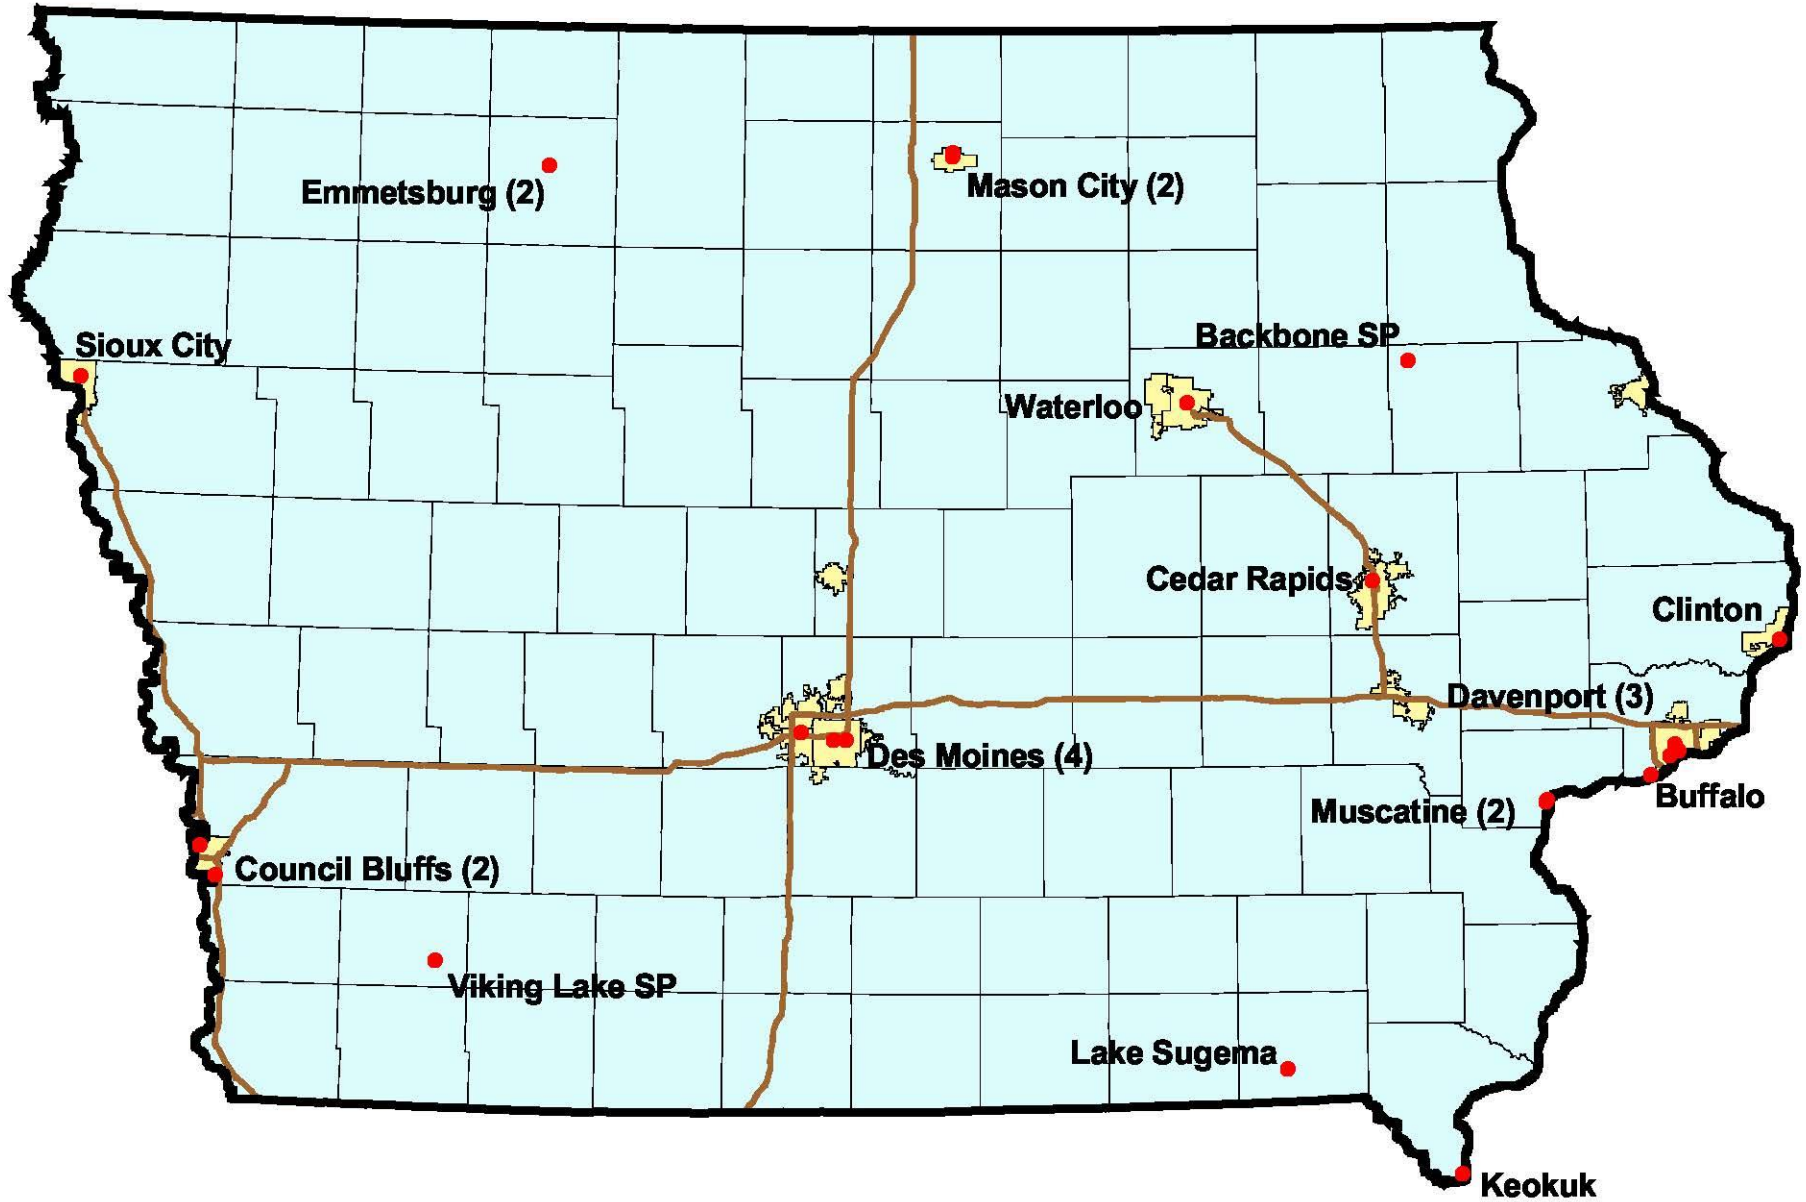 Emmetsburg (2)
Mason City (2)
Sioux City
Backbone SP
Waterloo
Cedar Rapids
Clinton
Davenport (3)
Des Moines (4)
Buffalo
Muscatine (2)
Council Bluffs (2)
Viking Lake SP
Lake Sugema
Keokuk